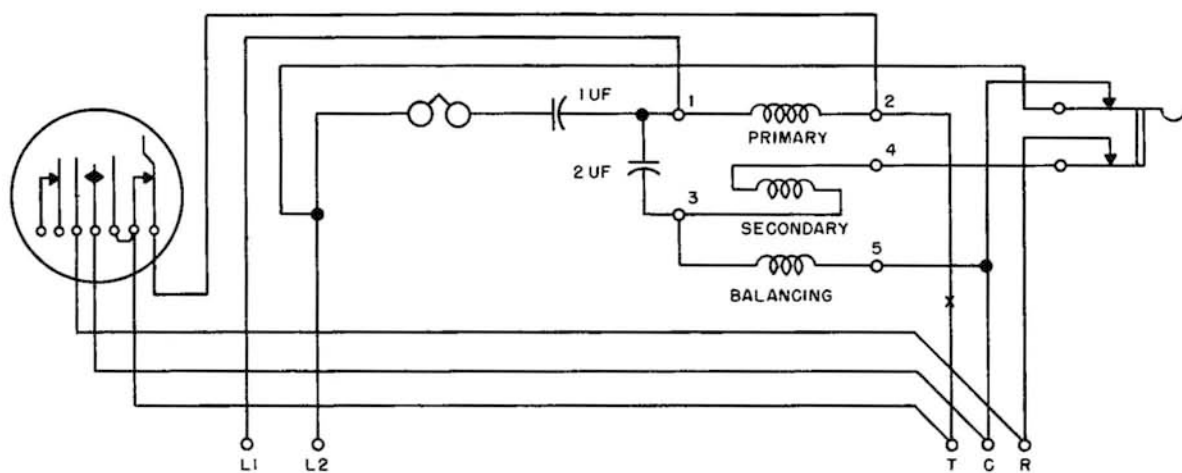 1 UF
1
2
PRIMARY
4
2 UF
3
SECONDARY
5
BALANCING
X
L1
L2
T
C
R